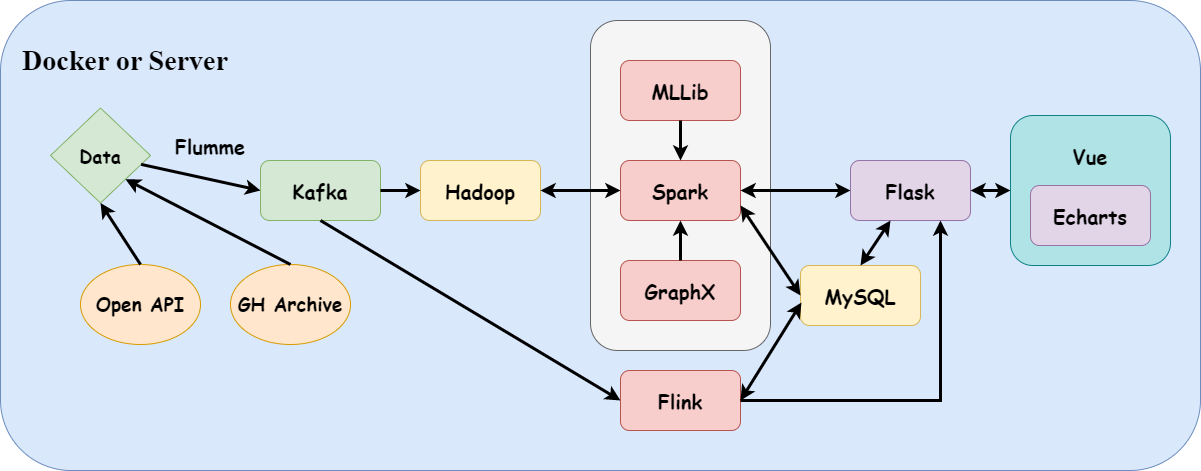 Docker or Server
MLLib
Data
Flumme
Kafka
Hadoop
Spark
Flask
Vue
Echarts
Open API
GH Archive
GraphX
MySQL
Flink